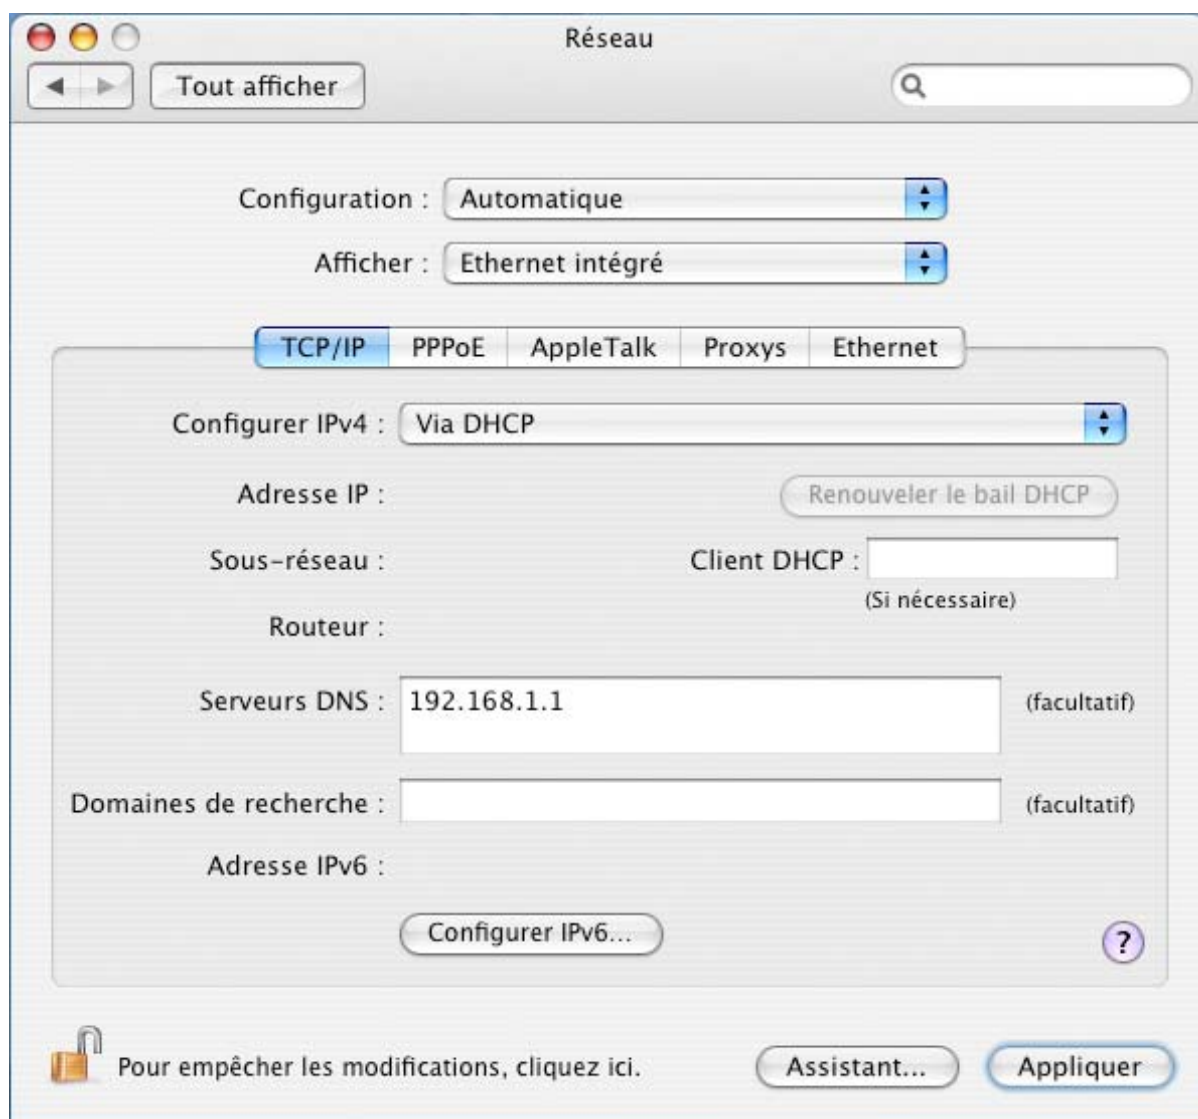 Réseau
Tout afficher
Configuration : Automatique
Afficher : Ethernet intégré
TCP/IP PPPoE AppleTalk Proxys Ethernet
Configurer IPv4 : Via DHCP
Adresse IP : Renouveler le bail DHCP
Sous-réseau : Client DHCP :
(Si nécessaire)
Routeur :
Serveurs DNS : 192.168.1.1 (facultatif)
Domaines de recherche : (facultatif)
Adresse IPv6 :
Configurer IPv6... ?
Pour empêcher les modifications, cliquez ici. Assistant... Appliquer